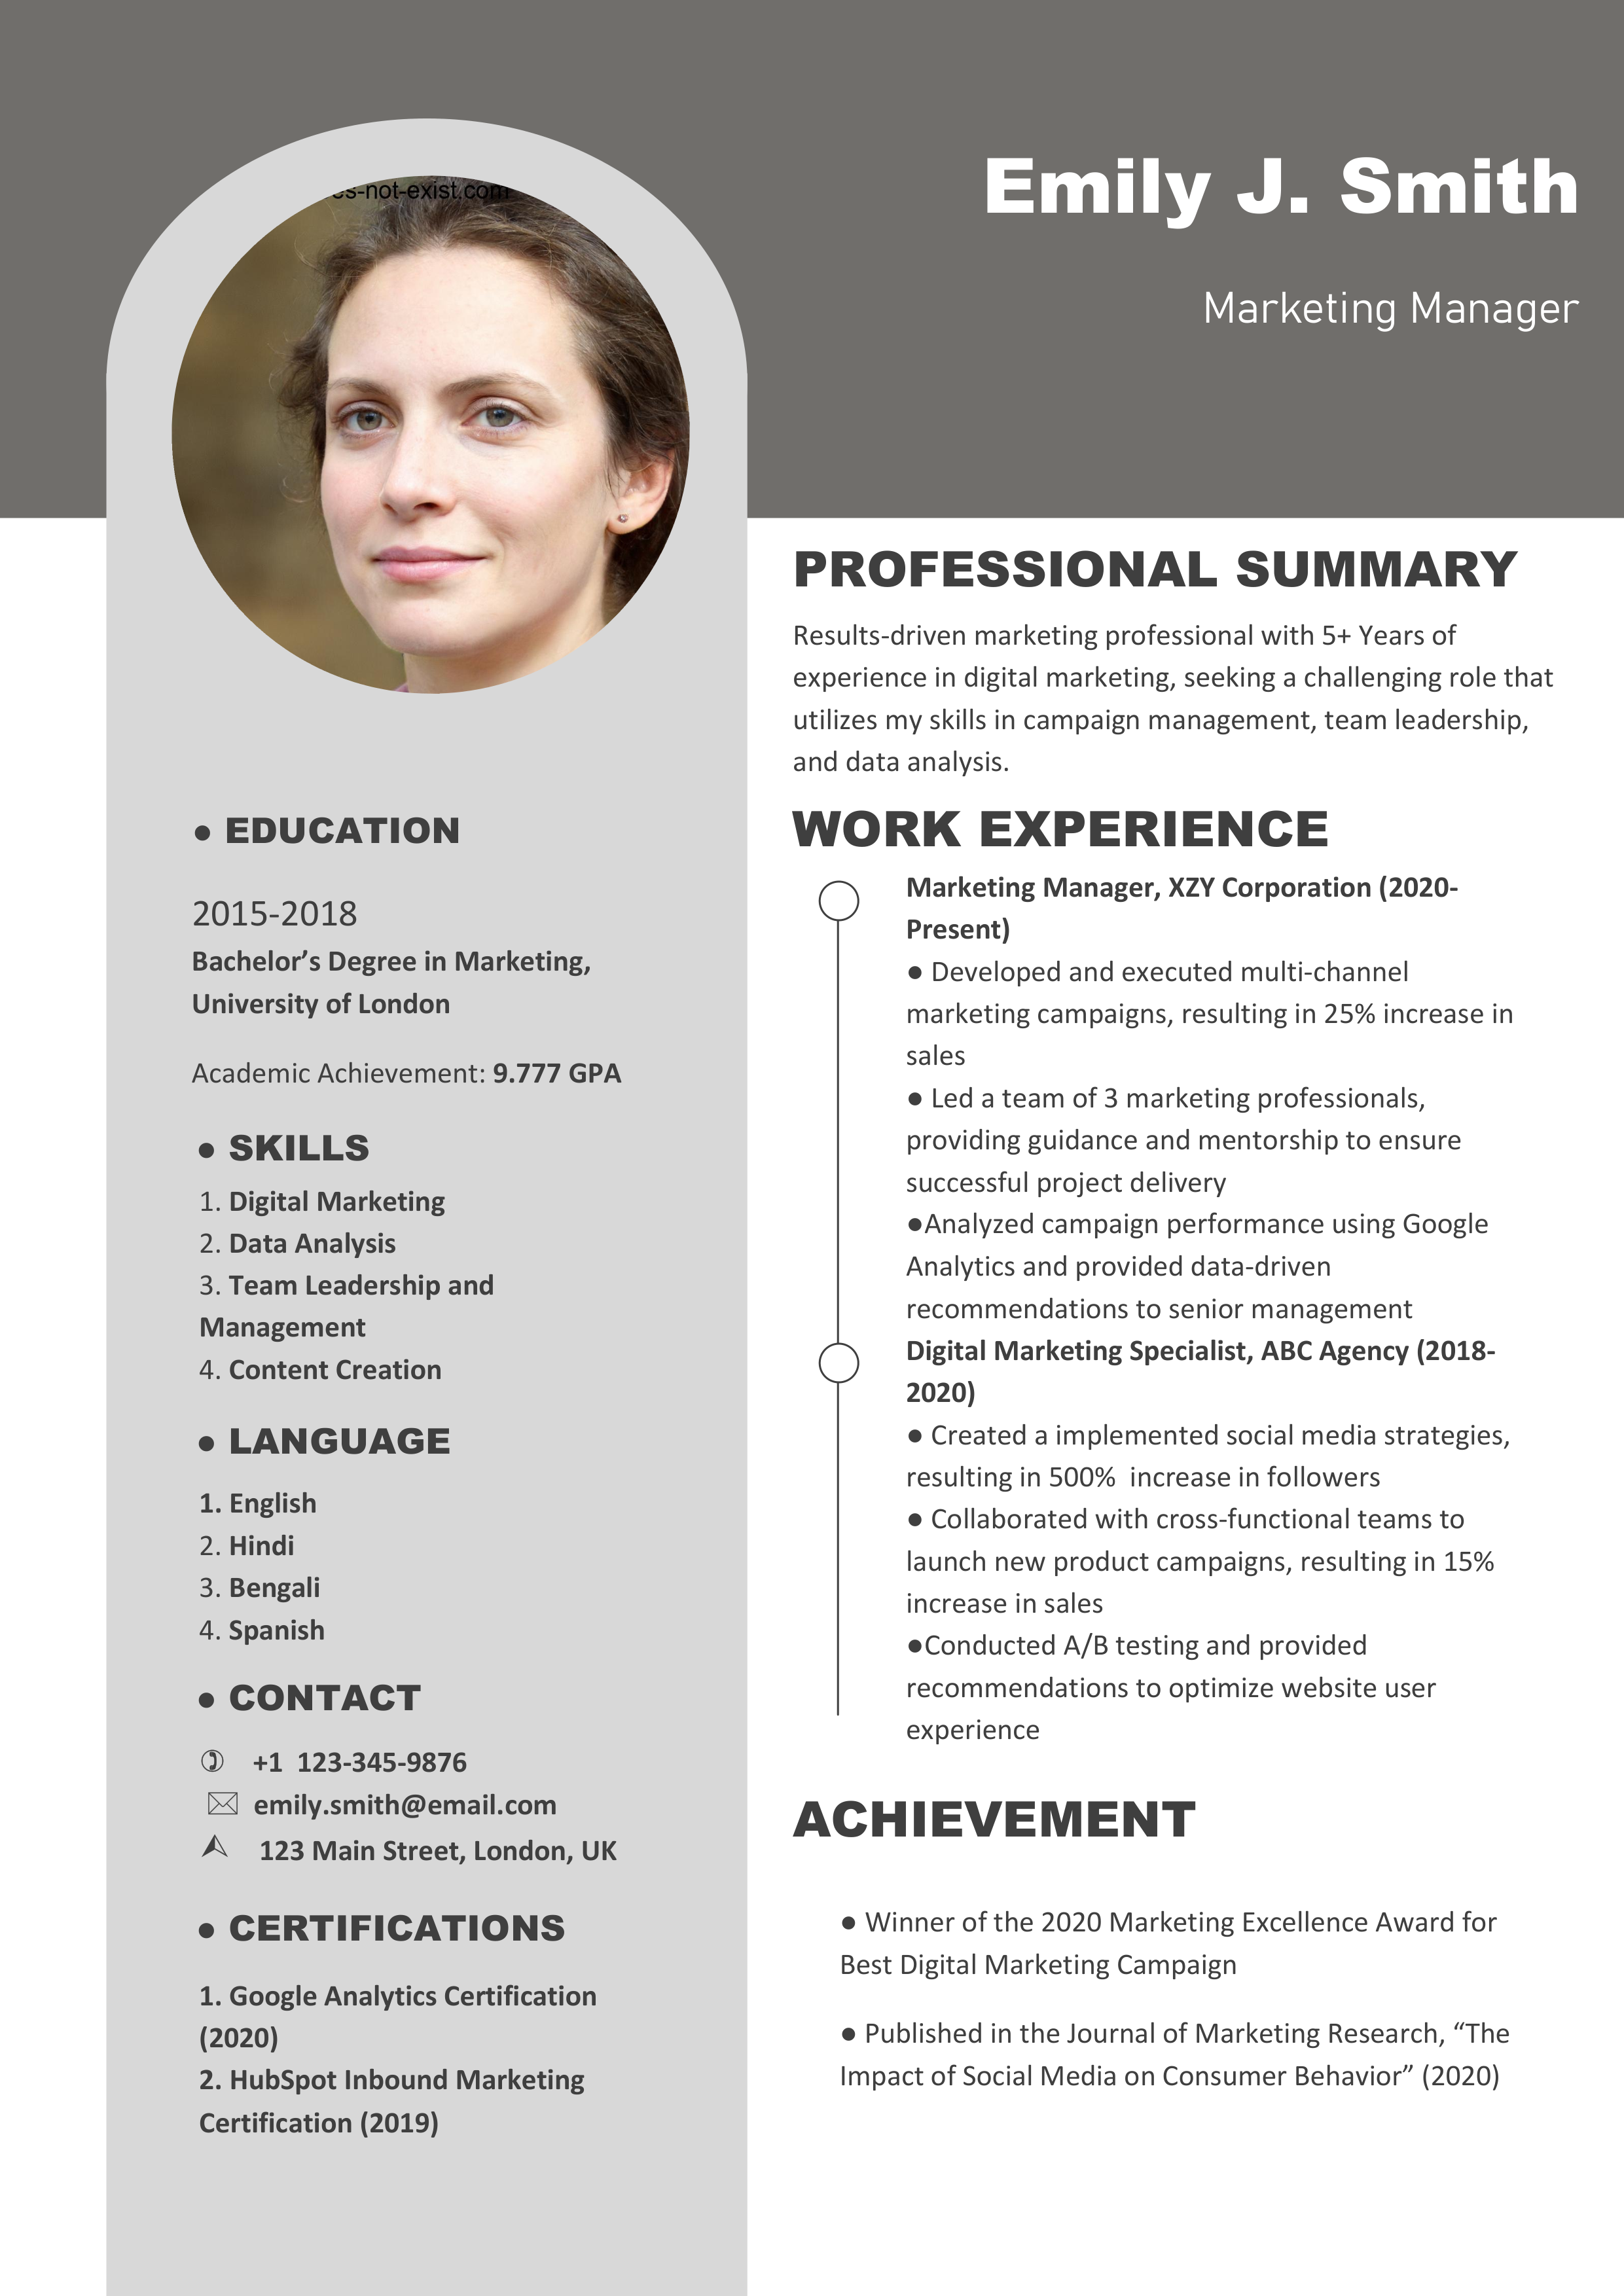 es-not-exist.com
Emily J. Smith
Marketing Manager
● EDUCATION
2015-2018
Bachelor’s Degree in Marketing,
University of London
Academic Achievement: 9.777 GPA
● SKILLS
1. Digital Marketing
2. Data Analysis
3. Team Leadership and
Management
4. Content Creation
● LANGUAGE
1. English
2. Hindi
3. Bengali
4. Spanish
● CONTACT
+1  123-345-9876
emily.smith@email.com
123 Main Street, London, UK
● CERTIFICATIONS
1. Google Analytics Certification
(2020)
2. HubSpot Inbound Marketing
Certification (2019)
PROFESSIONAL SUMMARY
Results-driven marketing professional with 5+ Years of
experience in digital marketing, seeking a challenging role that
utilizes my skills in campaign management, team leadership,
and data analysis.
WORK EXPERIENCE
Marketing Manager, XZY Corporation (2020-
Present)
● Developed and executed multi-channel
marketing campaigns, resulting in 25% increase in
sales
● Led a team of 3 marketing professionals,
providing guidance and mentorship to ensure
successful project delivery
●Analyzed campaign performance using Google
Analytics and provided data-driven
recommendations to senior management
Digital Marketing Specialist, ABC Agency (2018-
2020)
● Created a implemented social media strategies,
resulting in 500%  increase in followers
● Collaborated with cross-functional teams to
launch new product campaigns, resulting in 15%
increase in sales
●Conducted A/B testing and provided
recommendations to optimize website user
experience
ACHIEVEMENT
● Winner of the 2020 Marketing Excellence Award for
Best Digital Marketing Campaign
● Published in the Journal of Marketing Research, “The
Impact of Social Media on Consumer Behavior” (2020)